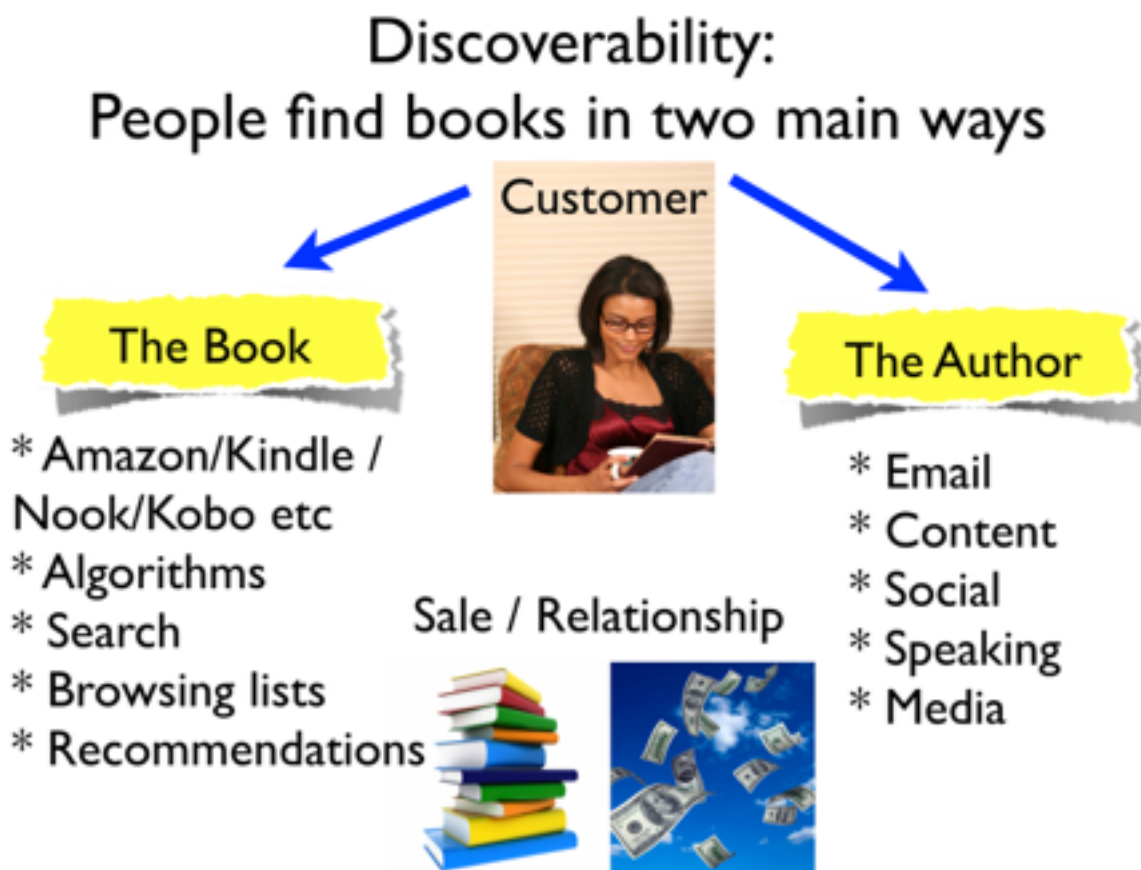 Discoverability:
People find books in two main ways
Customer
The Book
* Amazon/Kindle /
Nook/Kobo etc
* Algorithms
* Search
* Browsing lists
* Recommendations
The Author
* Email
* Content
* Social
* Speaking
* Media
Sale / Relationship